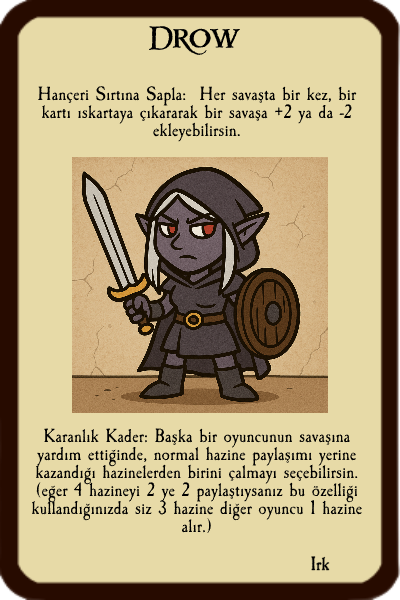 Drow
Hançeri Sırtına Sapla: Her savaşta bir kez, bir
kartı ıskartaya çıkararak bir savaşa +2 ya da -2
ekleyebilirsin.
Karanlık Kader: Başka bir oyuncunun savaşına
yardım ettiğinde, normal hazine paylaşımı yerine
kazandığı hazinelerden birini çalmayı seçebilirsin.
(eğer 4 hazineyi 2 ye 2 paylaştıysanız bu özelliği
kullandığınızda siz 3 hazine diğer oyuncu 1 hazine
alır.)
Irk